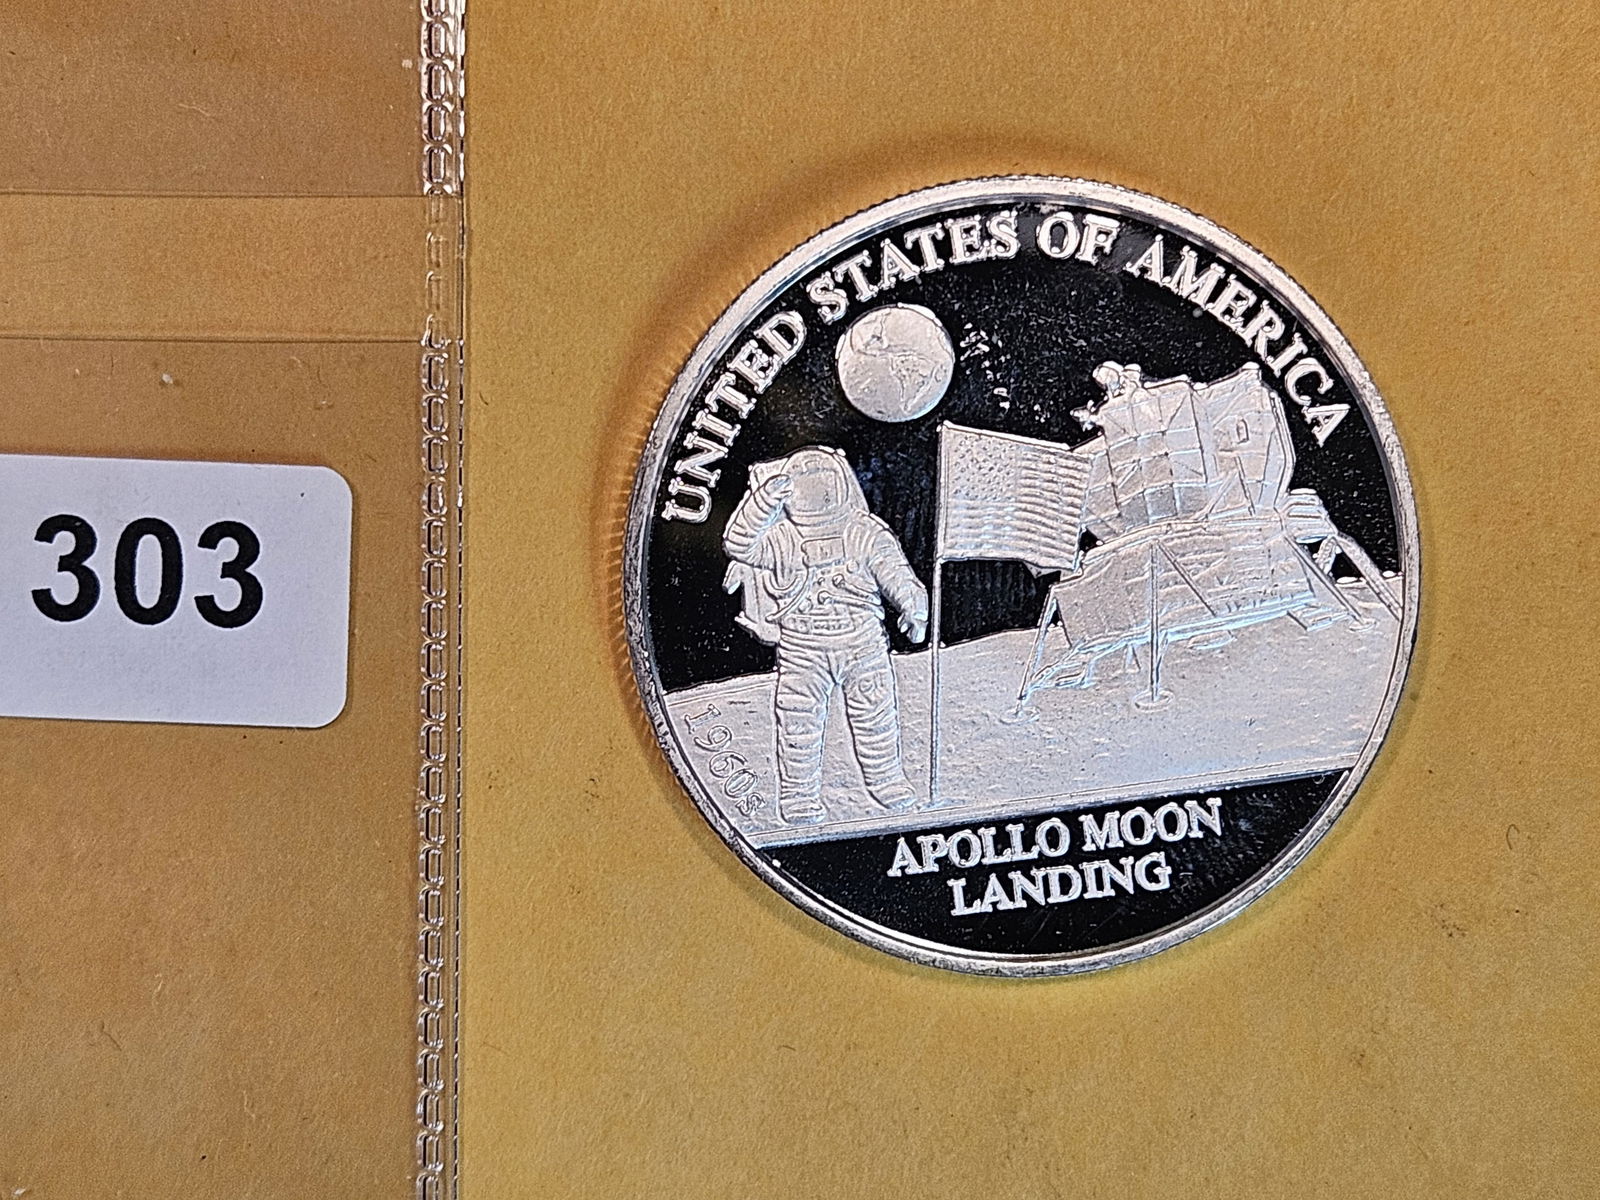 303
UNITED STATES OF AMERICA
1960s
APOLLO MOON
LANDING